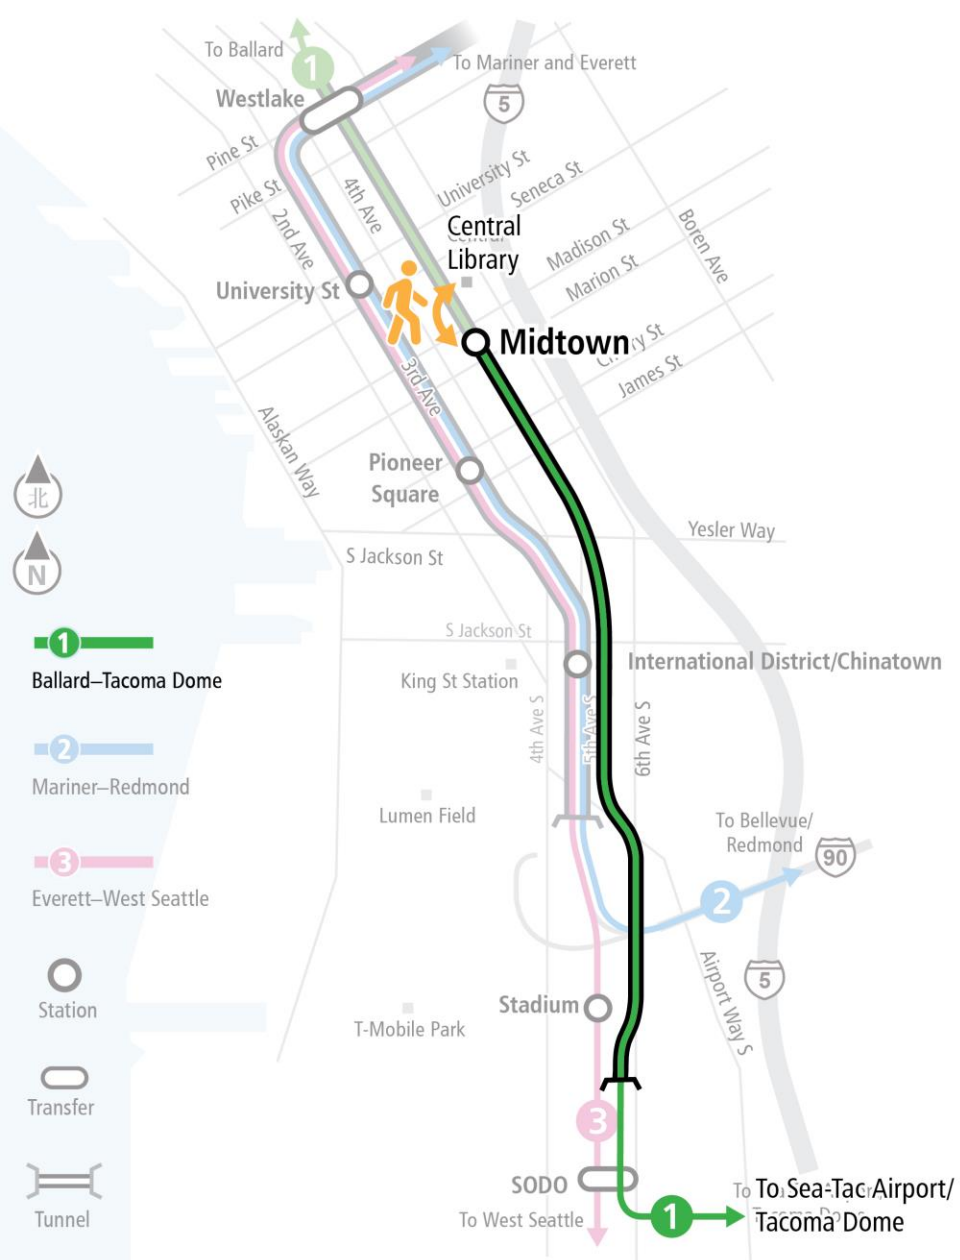 To Ballard
1
To Mariner and Everett
Westlake
5
Pine St
Pike St
University St
Seneca St
2nd Ave
4th Ave
Boren Ave
Central
Library
Madison St
Marion St
University St
Midtown
James St
3rd Ave
Alaskan Way
Pioneer
Square
北
N
Yesler Way
S Jackson St
S Jackson St
International District/Chinatown
King St Station
4th Ave S
5th Ave S
6th Ave S
1
Ballard–Tacoma Dome
2
Mariner–Redmond
3
Everett–West Seattle
Station
Transfer
Tunnel
Lumen Field
To Bellevue/
Redmond
90
2
Airport Way S
5
Stadium
T-Mobile Park
3
SODO
To West Seattle
1
To Sea-Tac Airport/
Tacoma Dome